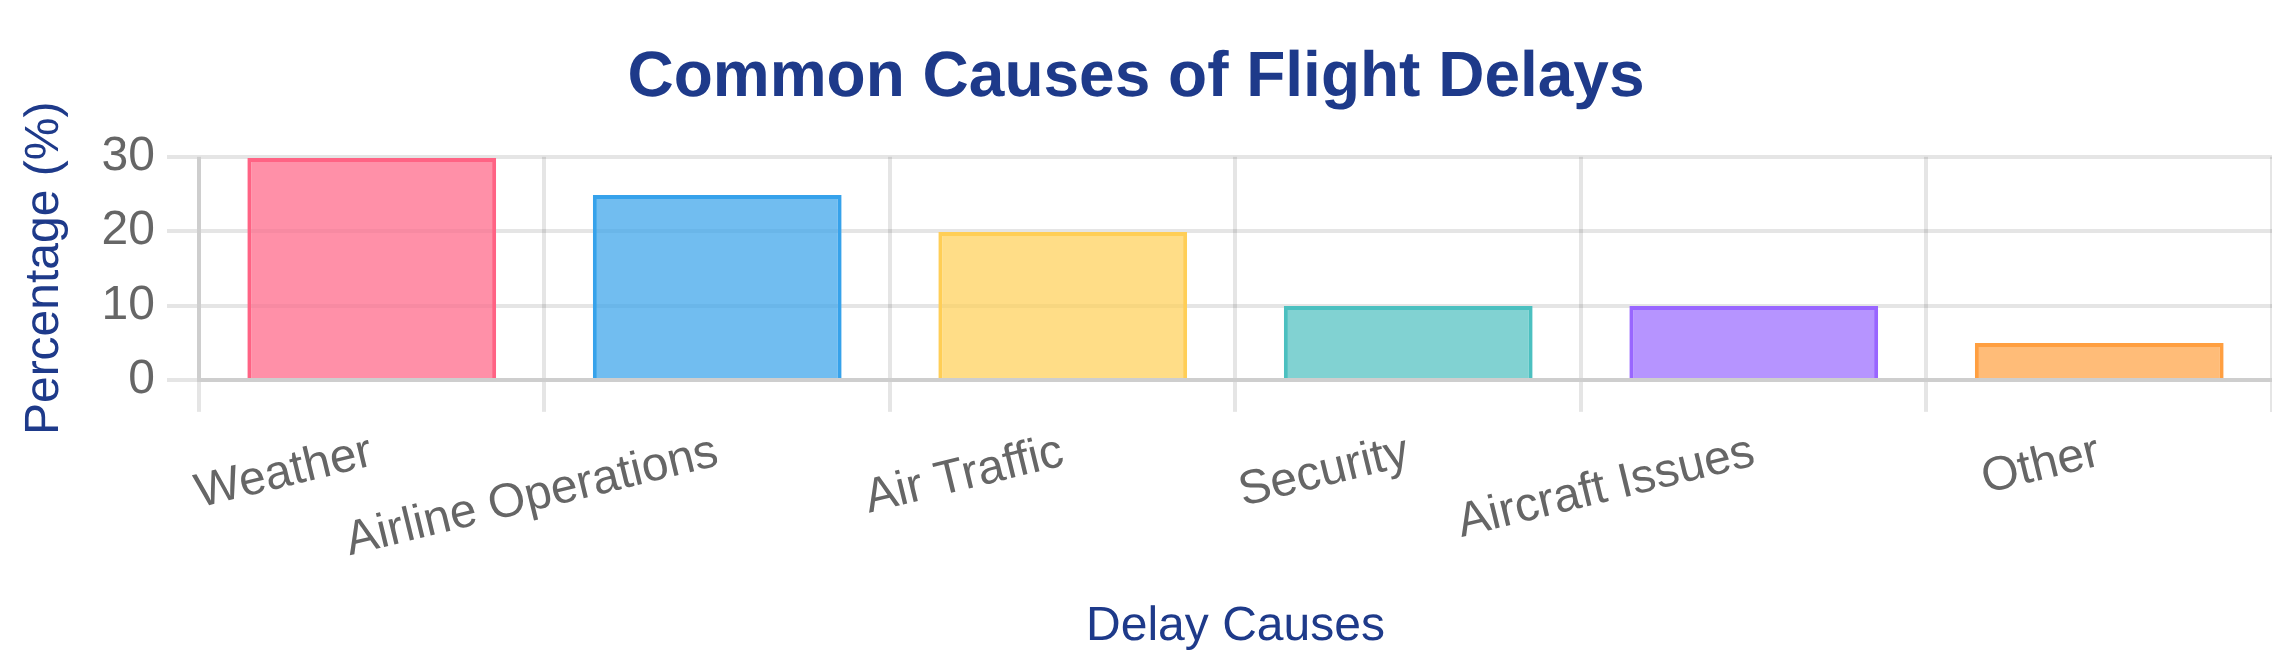 Common Causes of Flight Delays
Percentage (%)
30
20
10
0
Weather
Airline Operations
Air Traffic
Security
Aircraft Issues
Other
Delay Causes